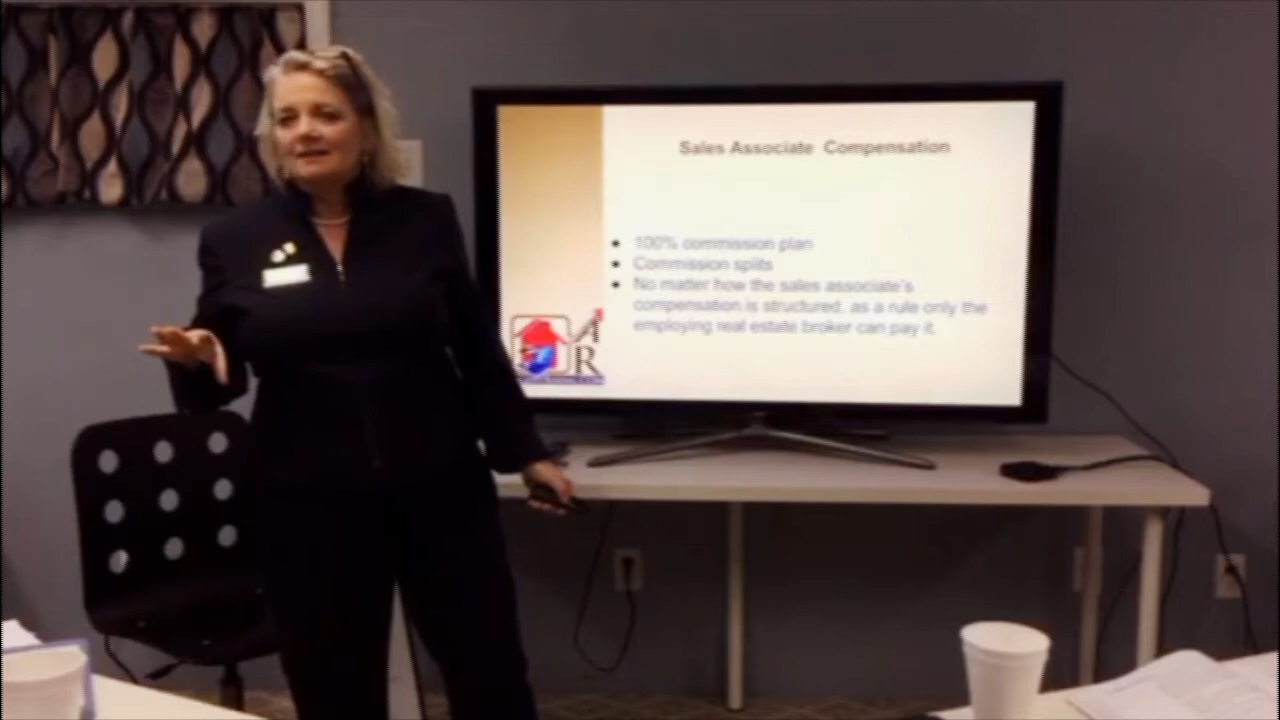 Sales Associate Compensation
● 100% commission plan
● Commission splits
● No matter how the sales associate's
compensation is structured, as a rule only the
employing real estate broker can pay it.
A
R